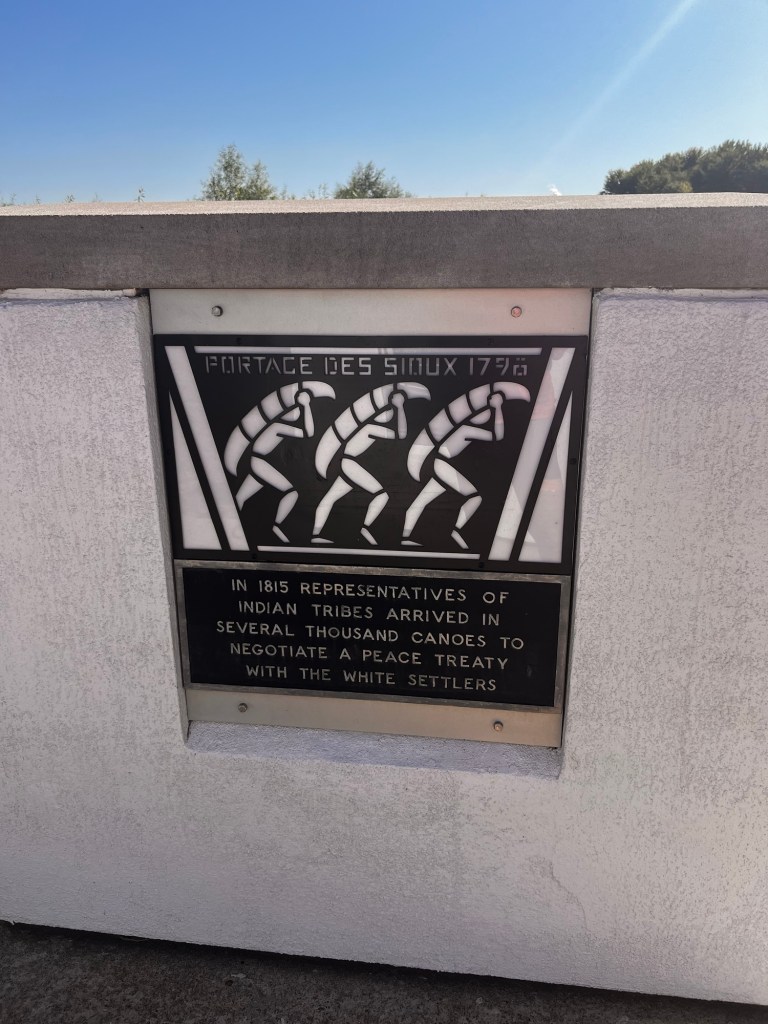 PORTAGE DES SIOUX 1798
IN 1815 REPRESENTATIVES OF
INDIAN TRIBES ARRIVED IN
SEVERAL THOUSAND CANOES TO
NEGOTIATE A PEACE TREATY
WITH THE WHITE SETTLERS